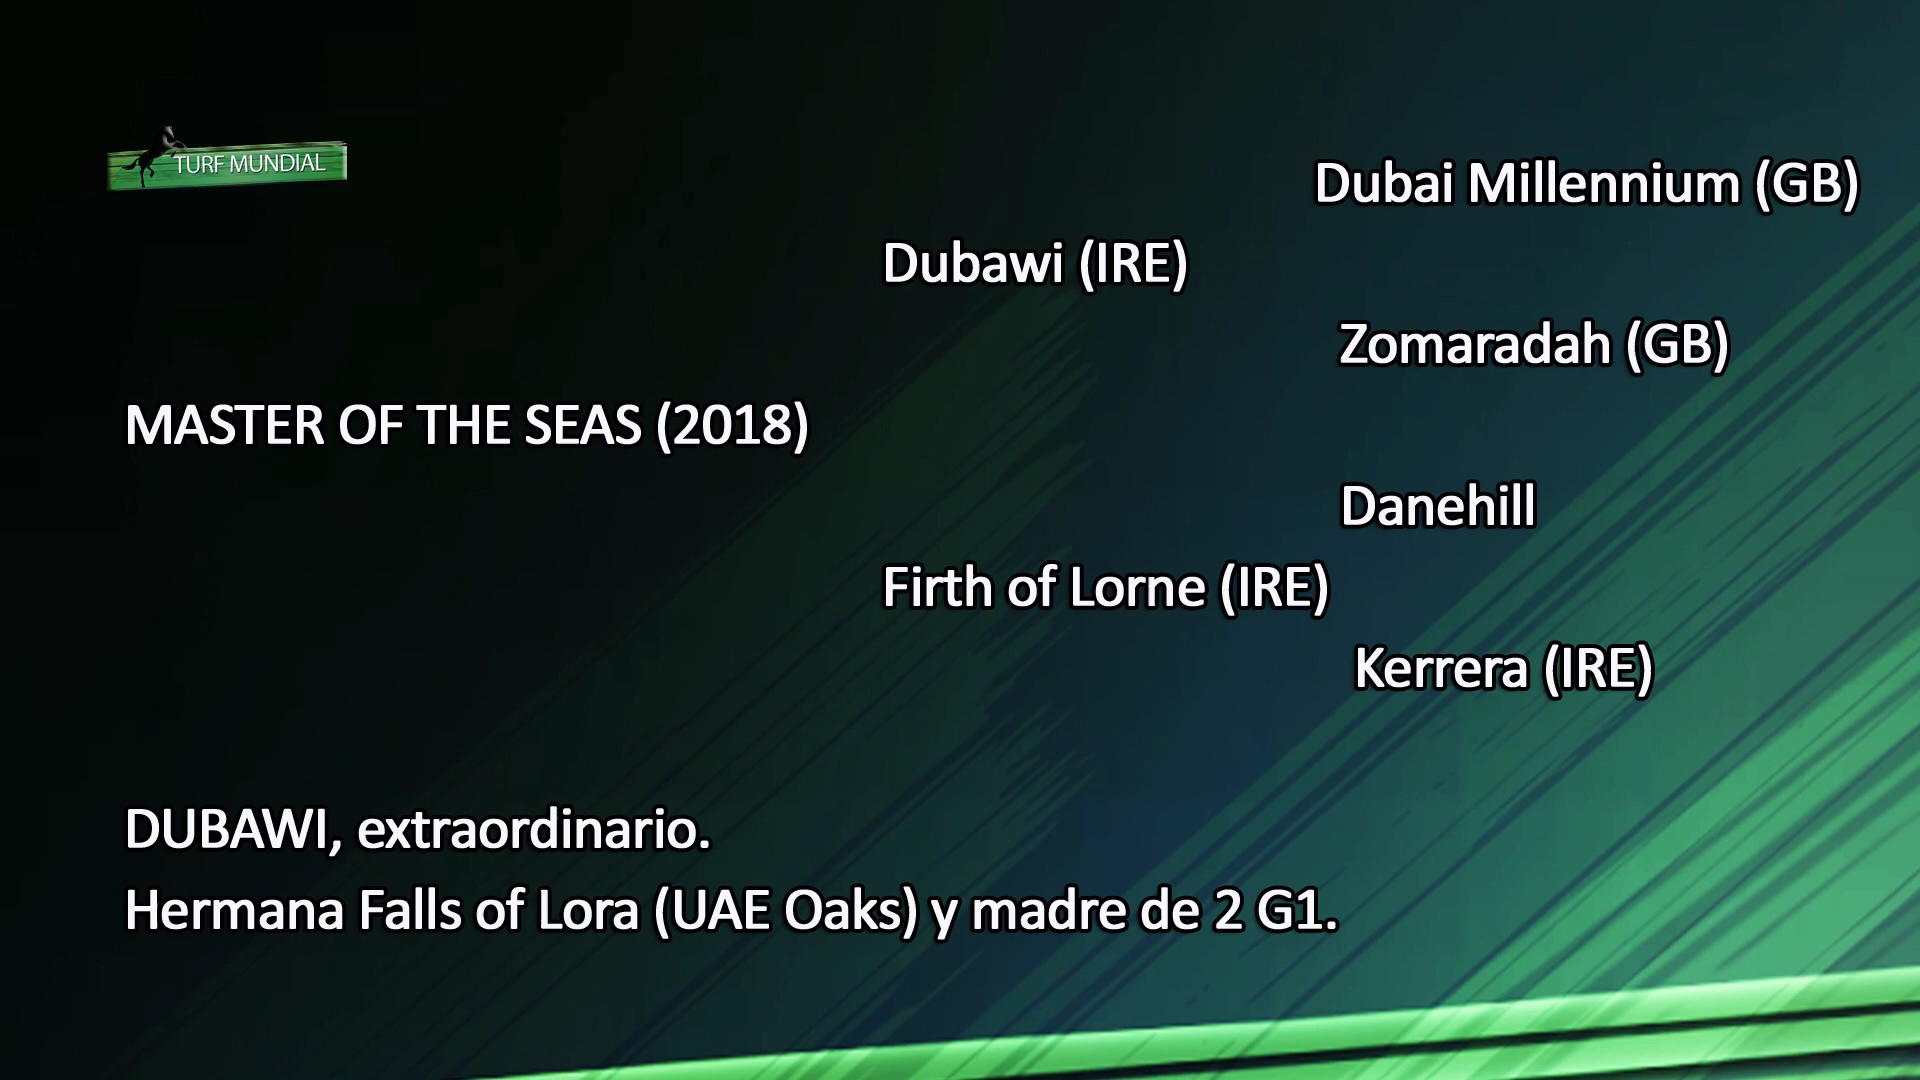 TURF MUNDIAL
Dubai Millennium (GB)
Dubawi (IRE)
Zomaradah (GB)
MASTER OF THE SEAS (2018)
Danehill
Firth of Lorne (IRE)
Kerrera (IRE)
DUBAWI, extraordinario.
Hermana Falls of Lora (UAE Oaks) y madre de 2 G1.